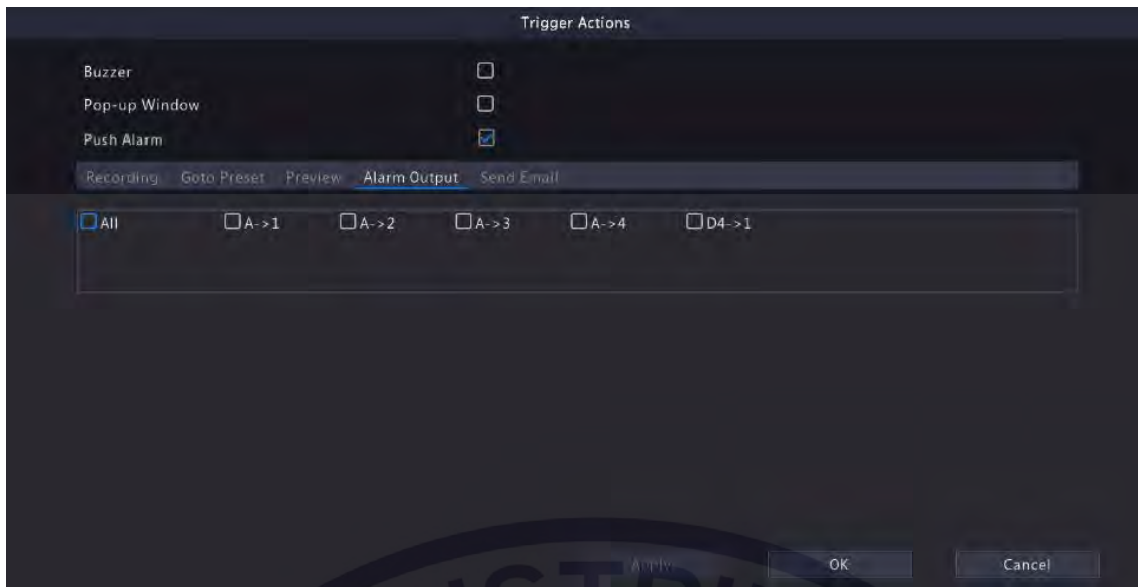 Trigger Actions
Buzzer
Pop-up Window
Push Alarm
Recording Goto Preset Preview Alarm Output Send Email
All A->1 A->2 A->3 A->4 D4->1
Apply OK Cancel